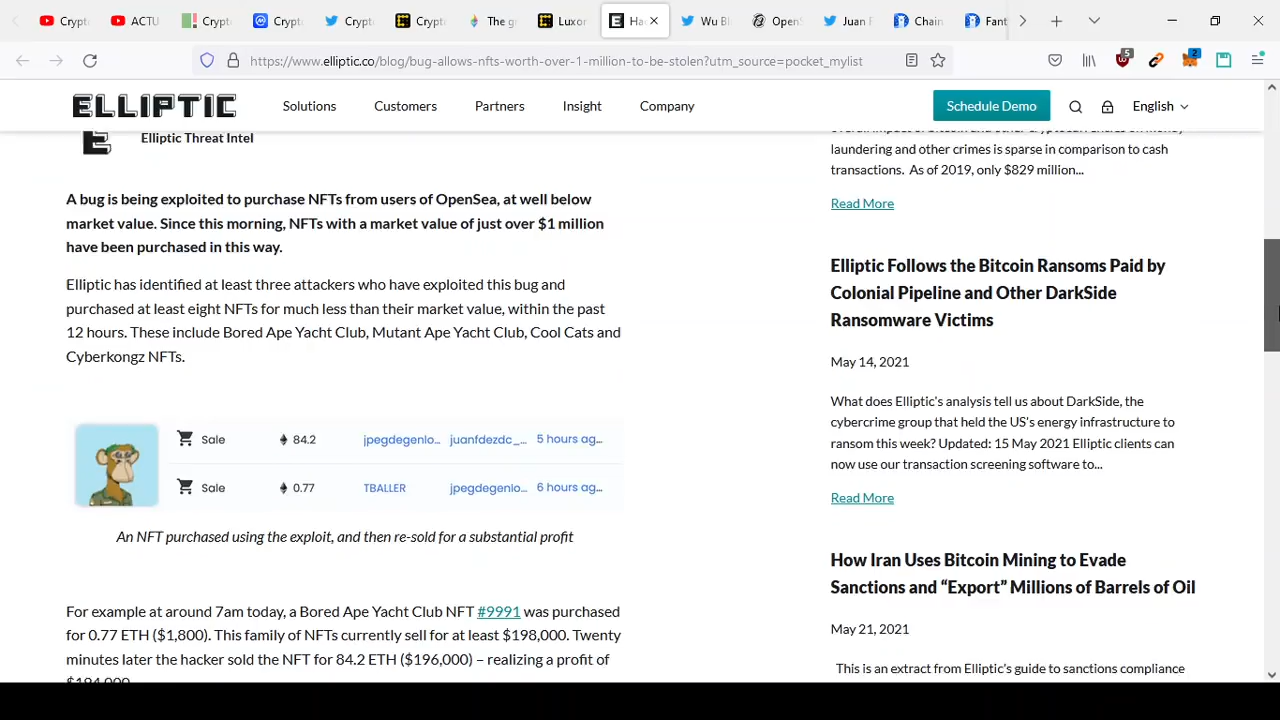 Crypt
ACTU
Crypt
Crypt
Crypt
Crypt
The g
Luxor
Ha
Wu Bl
OpenS
Juan F
Chain
Fant
https://www.elliptic.co/blog/bug-allows-nfts-worth-over-1-million-to-be-stolen?utm_source=pocket_mylist
5
2
ELLIPTIC
Solutions
Customers
Partners
Insight
Company
Schedule Demo
English
E
Elliptic Threat Intel
A bug is being exploited to purchase NFTs from users of OpenSea, at well below
market value. Since this morning, NFTs with a market value of just over $1 million
have been purchased in this way.
Elliptic has identified at least three attackers who have exploited this bug and
purchased at least eight NFTs for much less than their market value, within the past
12 hours. These include Bored Ape Yacht Club, Mutant Ape Yacht Club, Cool Cats and
Cyberkongz NFTs.
Sale 84.2 jpegdegenlo... juanfdezdc_... 5 hours ag...
Sale 0.77 TBALLER jpegdegenlo... 6 hours ag...
An NFT purchased using the exploit, and then re-sold for a substantial profit
For example at around 7am today, a Bored Ape Yacht Club NFT #9991 was purchased
for 0.77 ETH ($1,800). This family of NFTs currently sell for at least $198,000. Twenty
minutes later the hacker sold the NFT for 84.2 ETH ($196,000) – realizing a profit of
$194,000.
laundering and other crimes is sparse in comparison to cash
transactions. As of 2019, only $829 million...
Read More
Elliptic Follows the Bitcoin Ransoms Paid by
Colonial Pipeline and Other DarkSide
Ransomware Victims
May 14, 2021
What does Elliptic's analysis tell us about DarkSide, the
cybercrime group that held the US's energy infrastructure to
ransom this week? Updated: 15 May 2021 Elliptic clients can
now use our transaction screening software to...
Read More
How Iran Uses Bitcoin Mining to Evade
Sanctions and “Export” Millions of Barrels of Oil
May 21, 2021
This is an extract from Elliptic's guide to sanctions compliance